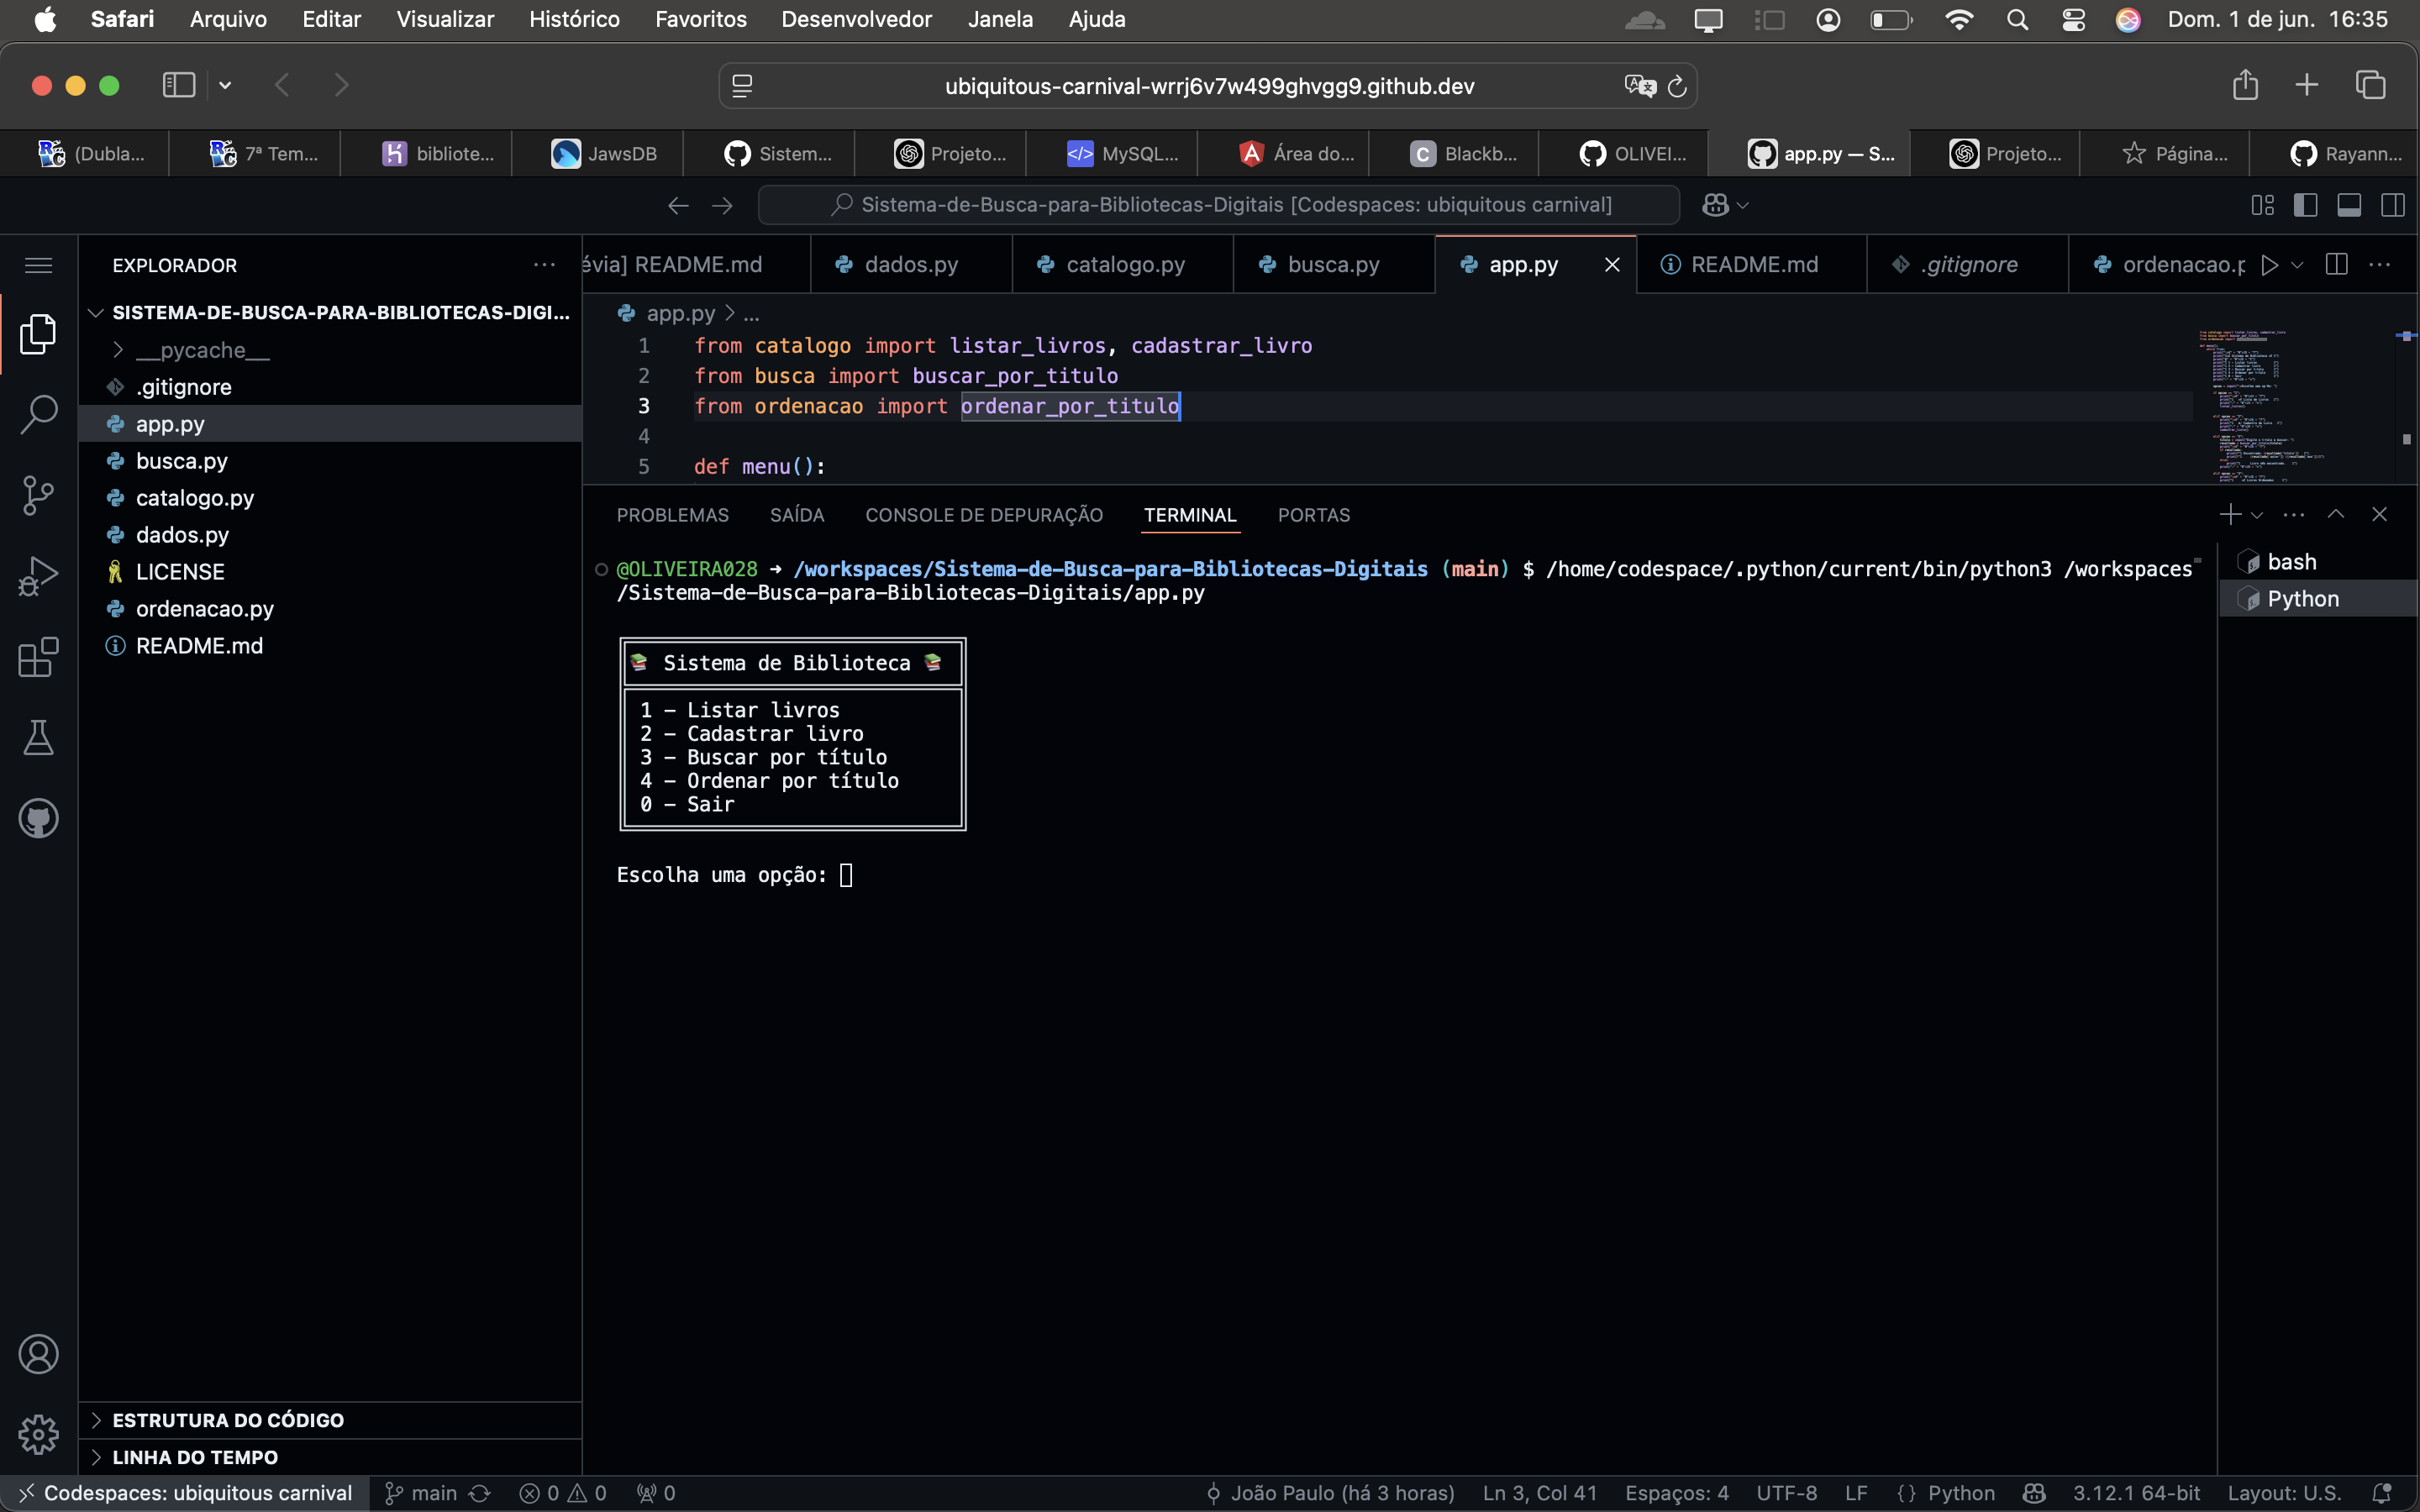 Safari Arquivo Editar Visualizar Histórico Favoritos Desenvolvedor Janela Ajuda Dom. 1 de jun. 16:35
ubiquitous-carnival-wrrj6v7w499ghvgg9.github.dev
(Dubla... 7ª Tem... bibliote... JawsDB Sistem... Projeto... MySQL... Área do... Blackb... OLIVEI... app.py — S... Projeto... Página... Rayann...
Sistema-de-Busca-para-Bibliotecas-Digitais [Codespaces: ubiquitous carnival]
EXPLORADOR
SISTEMA-DE-BUSCA-PARA-BIBLIOTECAS-DIGI...
__pycache__
.gitignore
app.py
busca.py
catalogo.py
dados.py
LICENSE
ordenacao.py
README.md
ESTRUTURA DO CÓDIGO
LINHA DO TEMPO
évia] README.md dados.py catalogo.py busca.py app.py README.md .gitignore ordenacao.p
app.py > ...
1 from catalogo import listar_livros, cadastrar_livro
2 from busca import buscar_por_titulo
3 from ordenacao import ordenar_por_titulo
4
5 def menu():
PROBLEMAS SAÍDA CONSOLE DE DEPURAÇÃO TERMINAL PORTAS
@OLIVEIRA028 ➜ /workspaces/Sistema-de-Busca-para-Bibliotecas-Digitais (main) $ /home/codespace/.python/current/bin/python3 /workspaces
/Sistema-de-Busca-para-Bibliotecas-Digitais/app.py
📚 Sistema de Biblioteca 📚
1 - Listar livros
2 - Cadastrar livro
3 - Buscar por título
4 - Ordenar por título
0 - Sair
Escolha uma opção:
bash
Python
Codespaces: ubiquitous carnival main 0 0 0 João Paulo (há 3 horas) Ln 3, Col 41 Espaços: 4 UTF-8 LF {} Python 3.12.1 64-bit Layout: U.S.